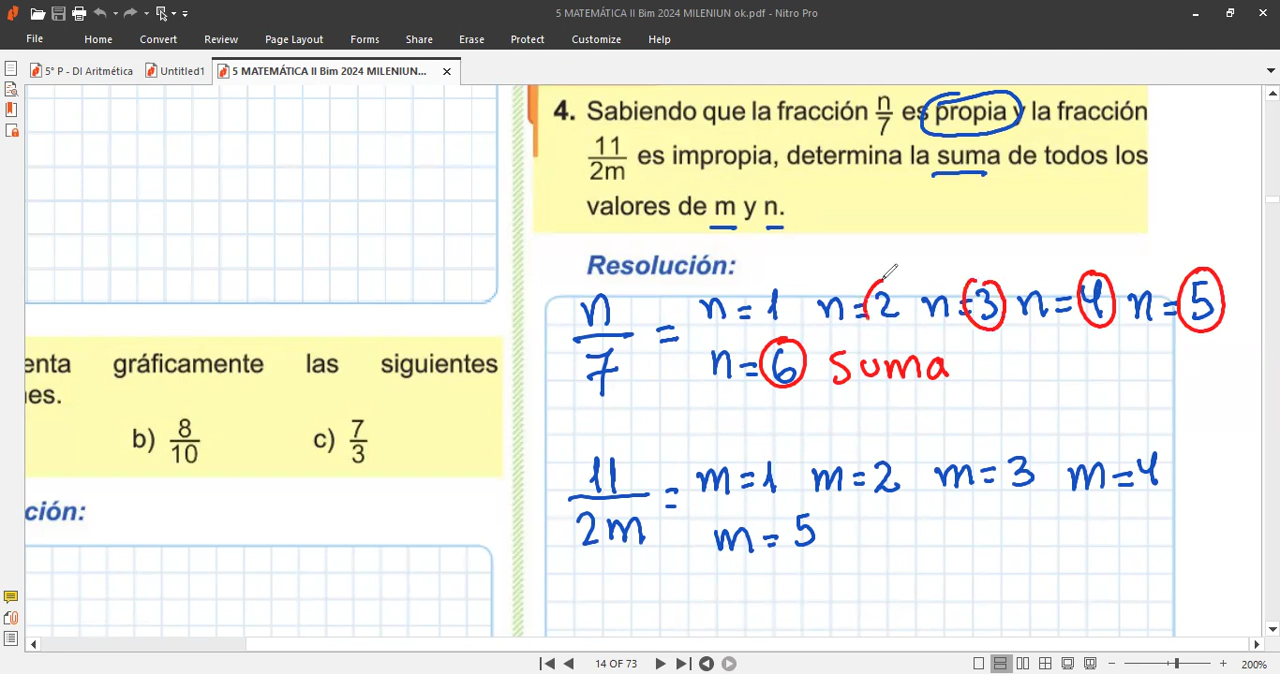 5 MATEMÁTICA II Bim 2024 MILENIUN ok.pdf - Nitro Pro
File Home Convert Review Page Layout Forms Share Erase Protect Customize Help
5° P - DI Aritmética Untitled1 5 MATEMÁTICA II Bim 2024 MILENIUN...
enta gráficamente las siguientes
nes.
b) 8/10 c) 7/3
ción:
4. Sabiendo que la fracción n/7 es propia y la fracción
11/2m es impropia, determina la suma de todos los
valores de m y n.
Resolución:
n/7 = n=1 n=2 n=3 n=4 n=5
n=6 suma
11/2m = m=1 m=2 m=3 m=4
m=5
14 OF 73 200%